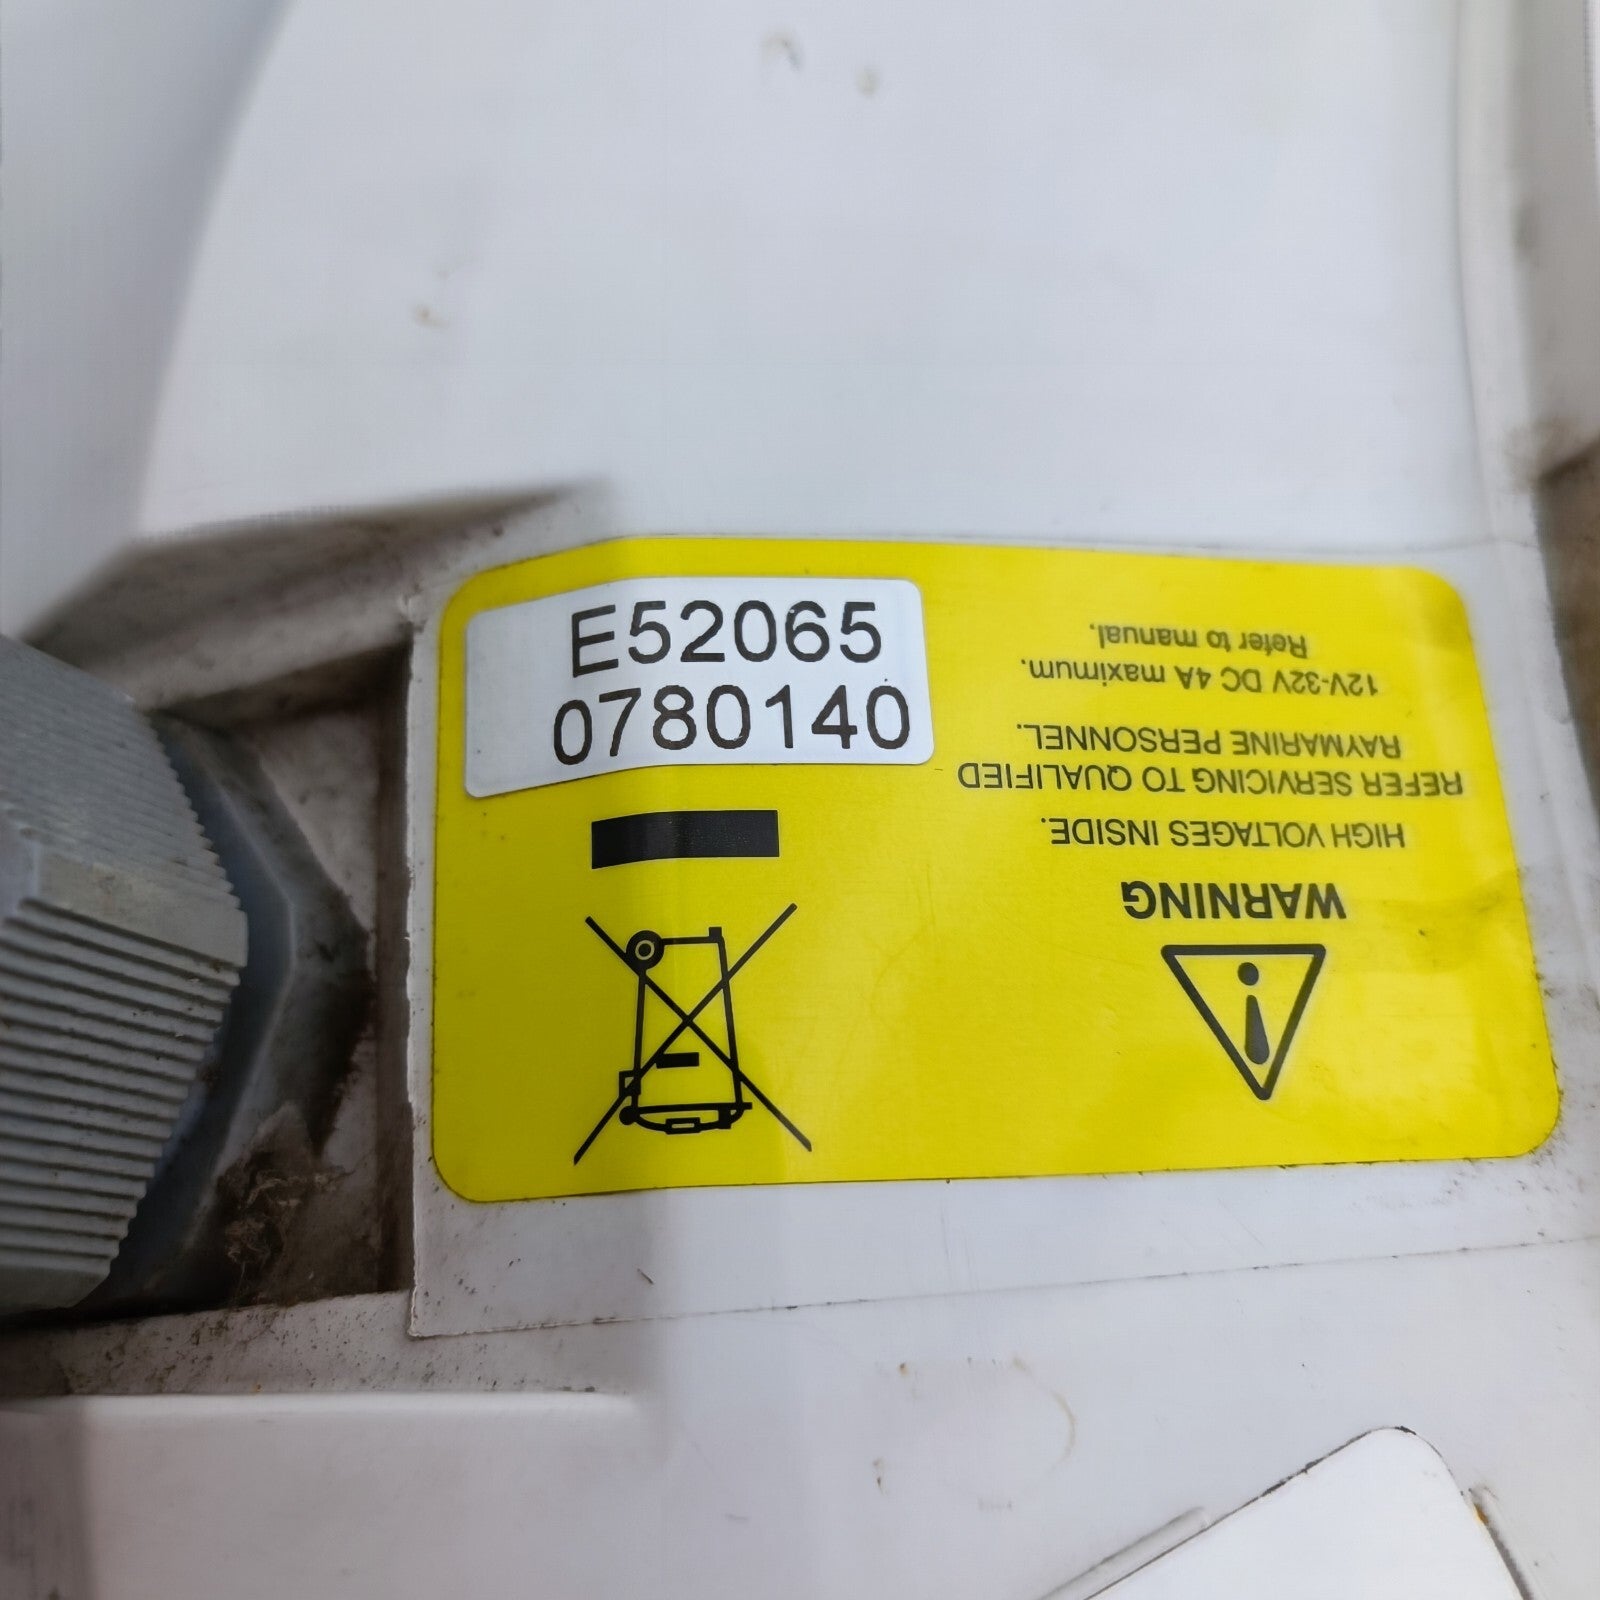 E52065
0780140
WARNING
HIGH VOLTAGES INSIDE.
REFER SERVICING TO QUALIFIED
RAYMARINE PERSONNEL.
12V-32V DC 4A maximum.
Refer to manual.